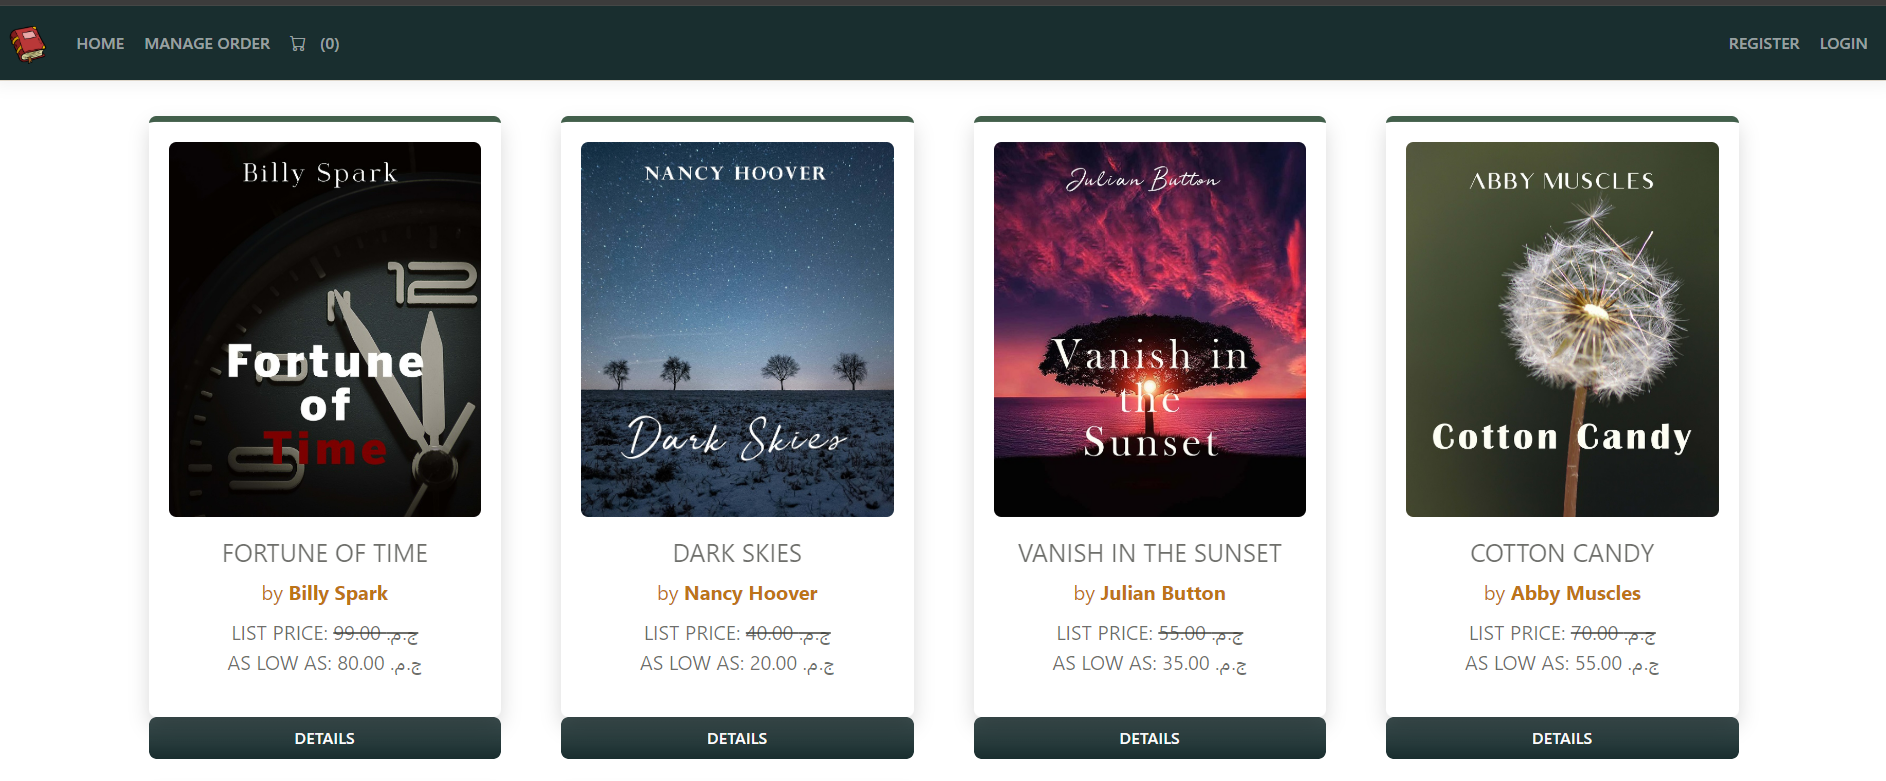 HOME MANAGE ORDER (0) REGISTER LOGIN
Billy Spark
12
Fortune
of
Time
9
FORTUNE OF TIME
by Billy Spark
LIST PRICE: 99.00 ج.م.
AS LOW AS: 80.00 ج.م.
DETAILS
NANCY HOOVER
Dark Skies
DARK SKIES
by Nancy Hoover
LIST PRICE: 40.00 ج.م.
AS LOW AS: 20.00 ج.م.
DETAILS
Julian Button
Vanish in
the
Sunset
VANISH IN THE SUNSET
by Julian Button
LIST PRICE: 55.00 ج.م.
AS LOW AS: 35.00 ج.م.
DETAILS
ABBY MUSCLES
Cotton Candy
COTTON CANDY
by Abby Muscles
LIST PRICE: 70.00 ج.م.
AS LOW AS: 55.00 ج.م.
DETAILS